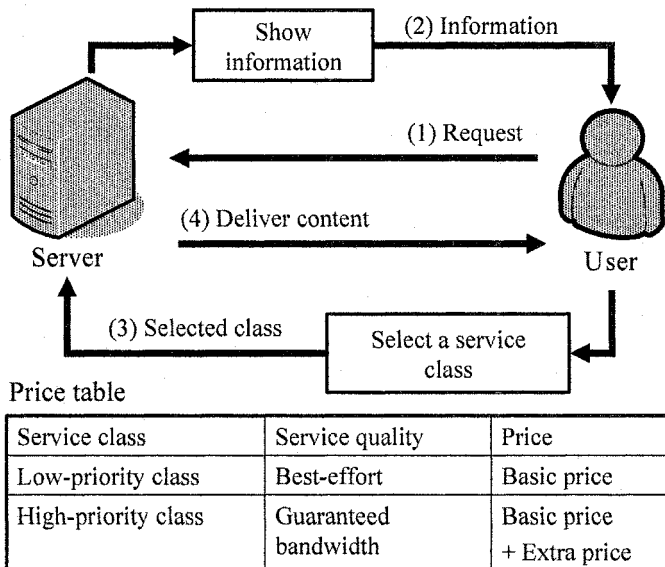 Show
information
(2) Information
(1) Request
(4) Deliver content
Server
User
(3) Selected class
Select a service
class
Price table
Service class Service quality Price
Low-priority class Best-effort Basic price
High-priority class Guaranteed Basic price
bandwidth + Extra price